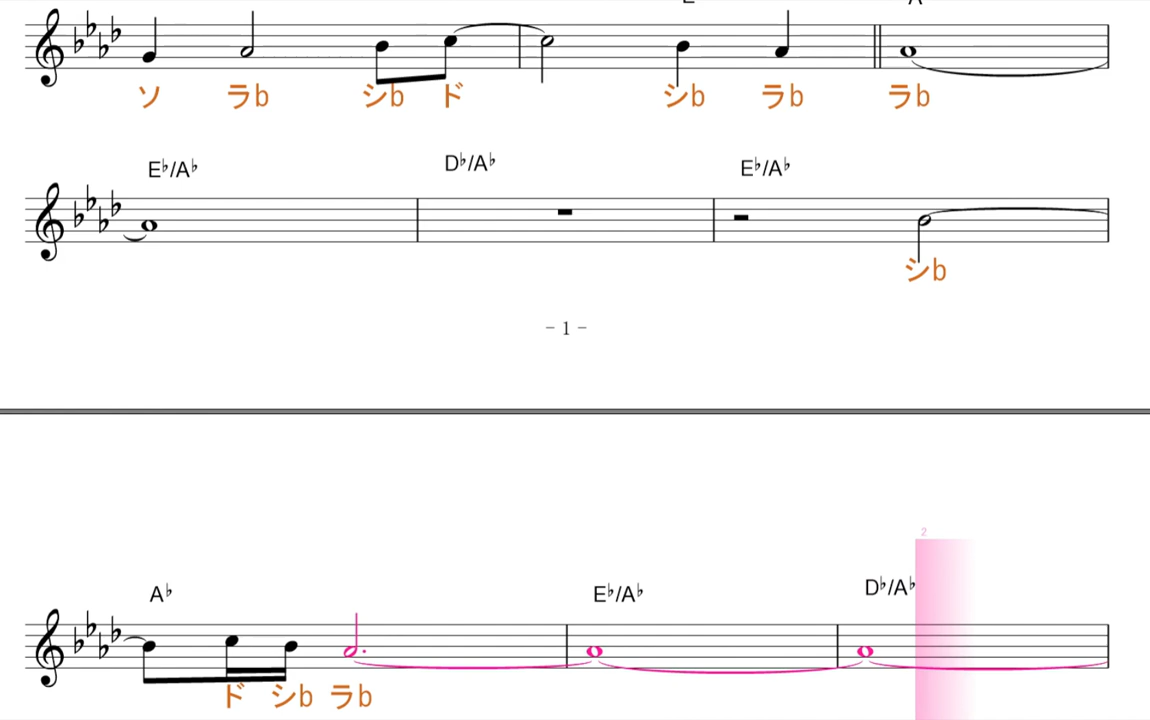 ソ ラb シb ド シb ラb ラb
E♭/A♭ D♭/A♭ E♭/A♭
シb
- 1 -
2
A♭ E♭/A♭ D♭/A♭
ド シb ラb